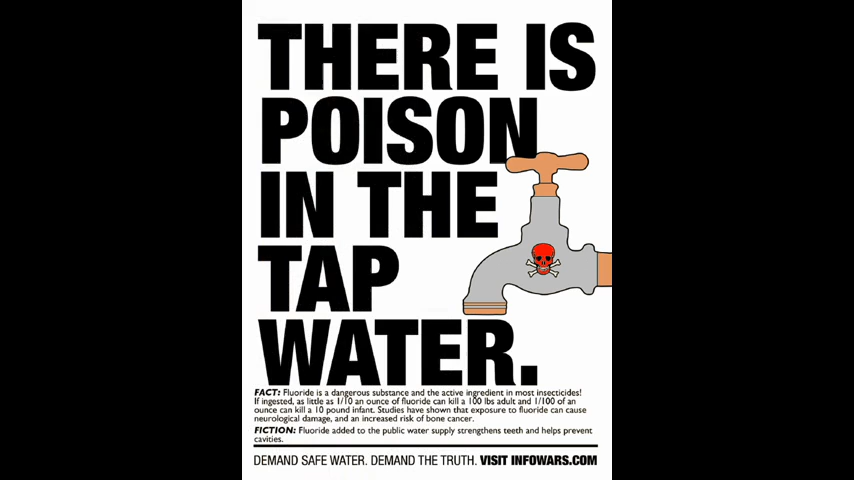 THERE IS
POISON
IN THE
TAP
WATER.
FACT: Fluoride is a dangerous substance and the active ingredient in most insecticides!
If ingested, as little as 1/10 an ounce of fluoride can kill a 100 lbs adult and 1/100 of an
ounce can kill a 10 pound infant. Studies have shown that exposure to fluoride can cause
neurological damage, and an increased risk of bone cancer.
FICTION: Fluoride added to the public water supply strengthens teeth and helps prevent
cavities.
DEMAND SAFE WATER. DEMAND THE TRUTH. VISIT INFOWARS.COM